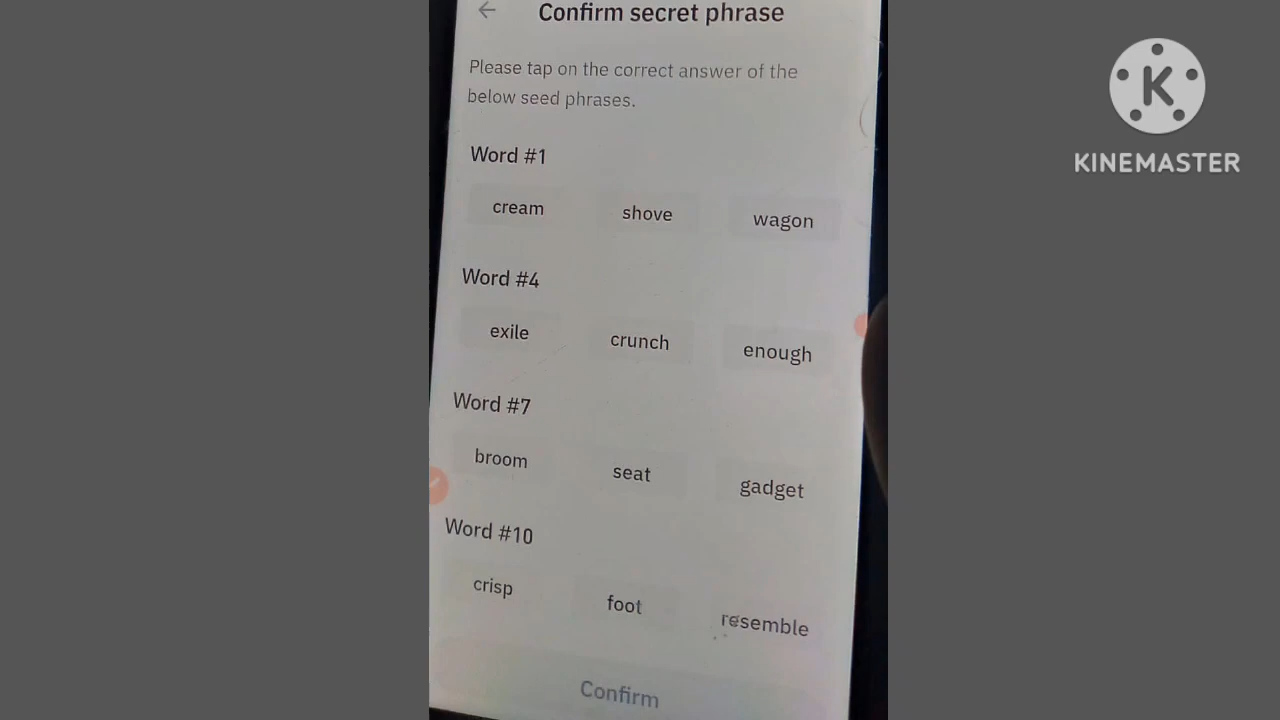 Confirm secret phrase
Please tap on the correct answer of the
below seed phrases.
Word #1
cream shove wagon
Word #4
exile crunch enough
Word #7
broom seat gadget
Word #10
crisp foot resemble
Confirm
K
KINEMASTER